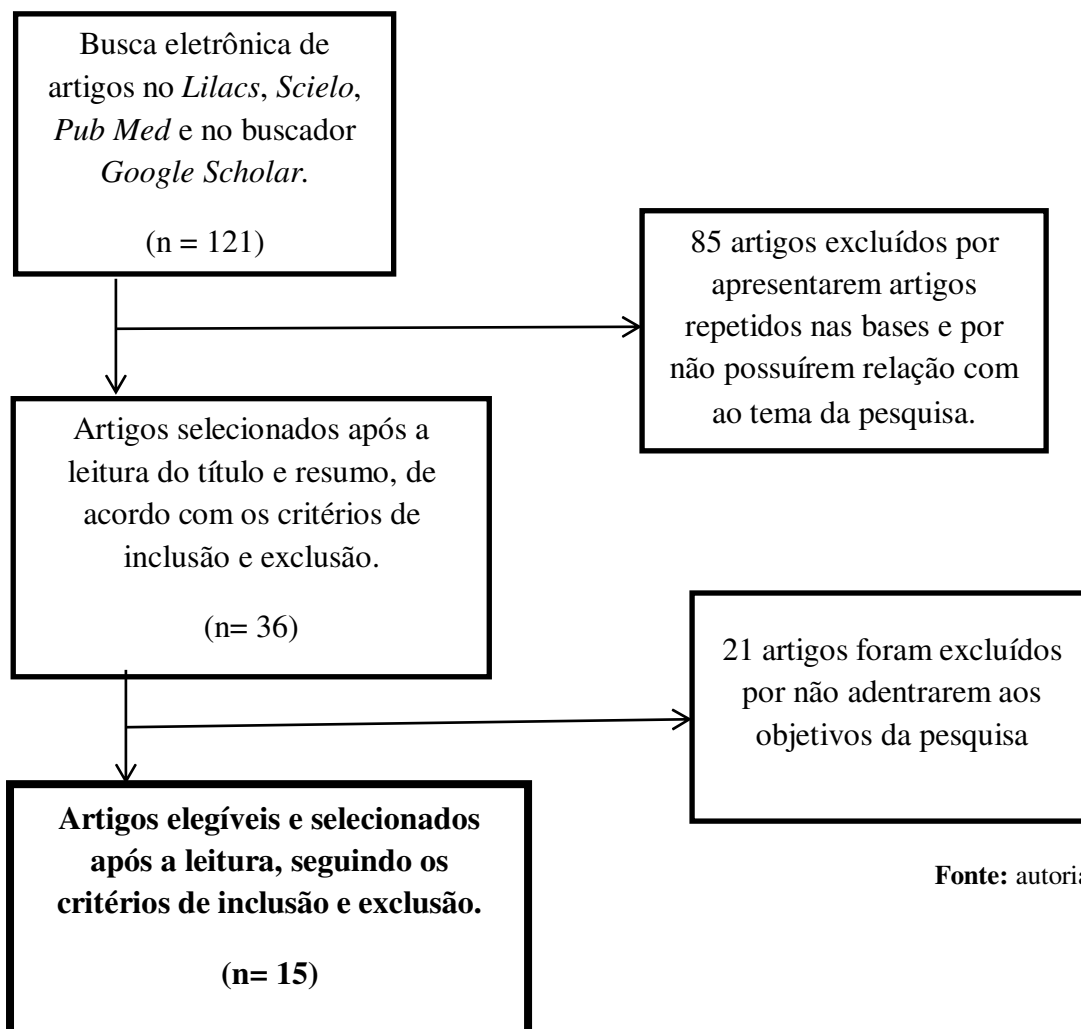 Busca eletrônica de
artigos no Lilacs, Scielo,
Pub Med e no buscador
Google Scholar.
(n = 121)
85 artigos excluídos por
apresentarem artigos
repetidos nas bases e por
não possuírem relação com
ao tema da pesquisa.
Artigos selecionados após a
leitura do título e resumo, de
acordo com os critérios de
inclusão e exclusão.
(n= 36)
21 artigos foram excluídos
por não adentrarem aos
objetivos da pesquisa
Artigos elegíveis e selecionados
após a leitura, seguindo os
critérios de inclusão e exclusão.
(n= 15)
Fonte: autoria